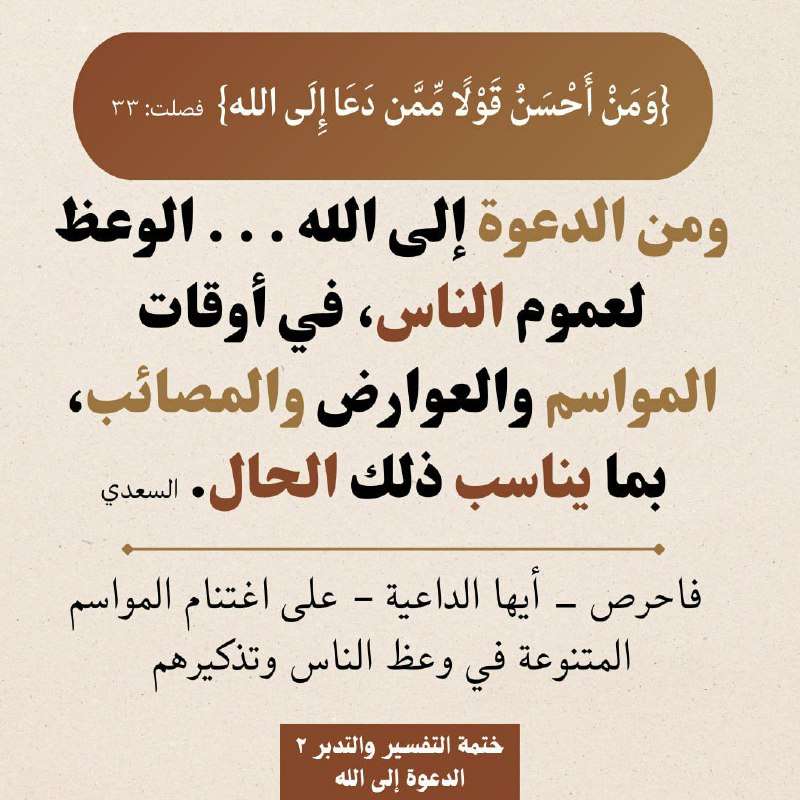 {وَمَنْ أَحْسَنُ قَوْلًا مِّمَّن دَعَا إِلَى الله} فصلت: ٣٣
ومن الدعوة إلى الله . . . الوعظ
لعموم الناس، في أوقات
المواسم والعوارض والمصائب،
بما يناسب ذلك الحال. السعدي
فاحرص _ أيها الداعية – على اغتنام المواسم
المتنوعة في وعظ الناس وتذكيرهم
ختمة التفسير والتدبر ٢
الدعوة إلى الله